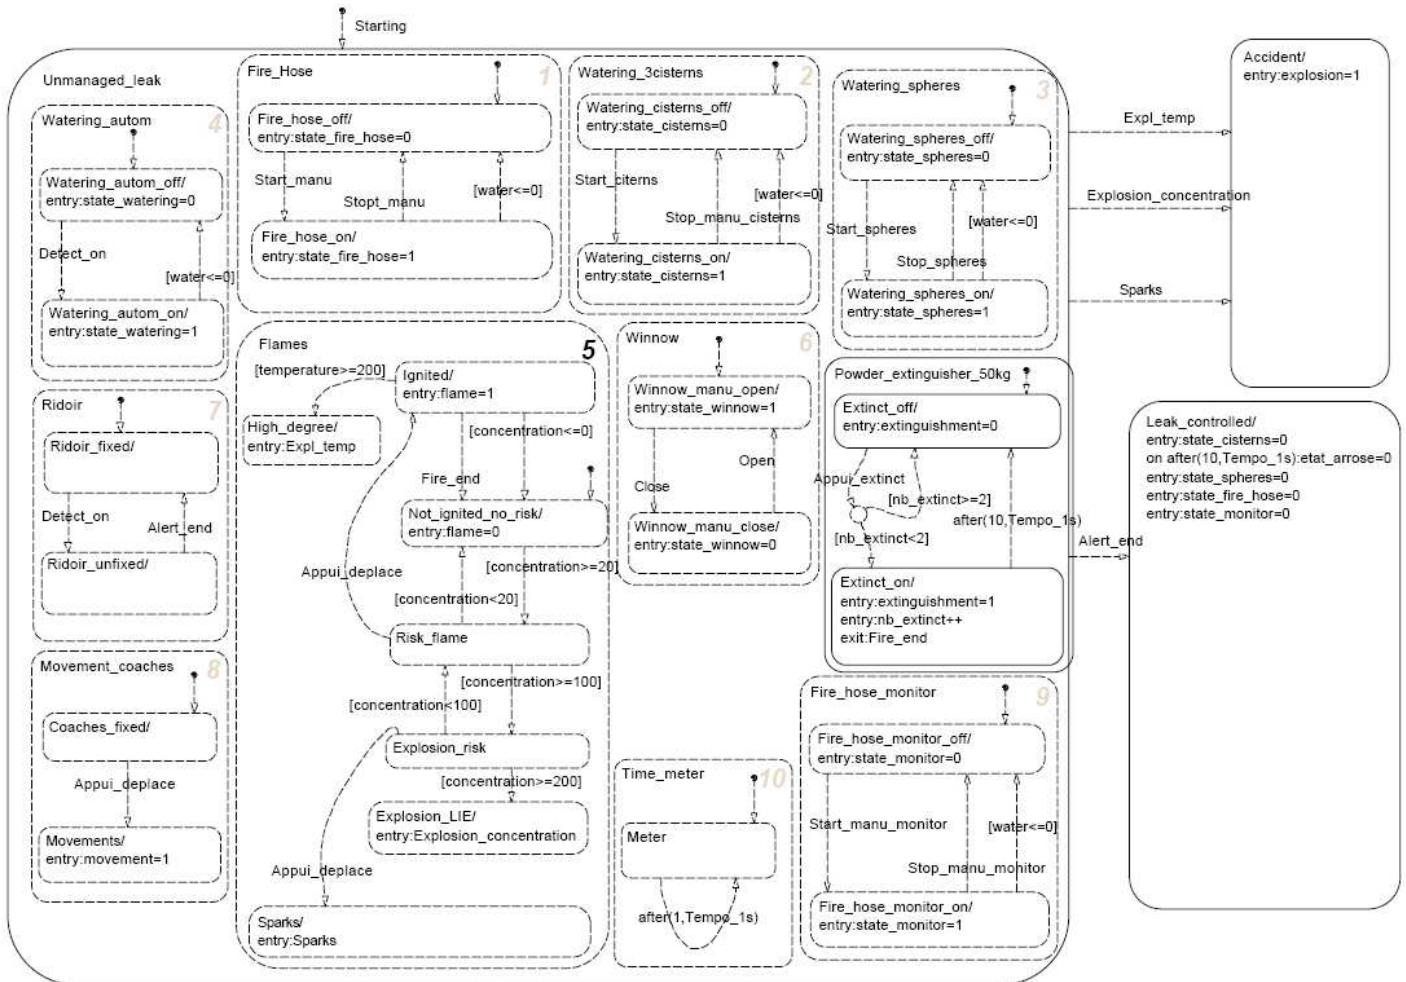 Starting
Unmanaged_leak
Watering_autom
4
Watering_autom_off/
entry:state_watering=0
Detect_on
[water<=0]
Watering_autom_on/
entry:state_watering=1
Fire_Hose
1
Fire_hose_off/
entry:state_fire_hose=0
Start_manu
Stopt_manu
[water<=0]
Fire_hose_on/
entry:state_fire_hose=1
Watering_3cisterns
2
Watering_cisterns_off/
entry:state_cisterns=0
Start_citerns
[water<=0]
Stop_manu_cisterns
Watering_cisterns_on/
entry:state_cisterns=1
Watering_spheres
3
Watering_spheres_off/
entry:state_spheres=0
Start_spheres
[water<=0]
Stop_spheres
Watering_spheres_on/
entry:state_spheres=1
Expl_temp
Explosion_concentration
Sparks
Accident/
entry:explosion=1
Ridoir
7
Ridoir_fixed/
Detect_on
Alert_end
Ridoir_unfixed/
Movement_coaches
8
Coaches_fixed/
Appui_deplace
Movements/
entry:movement=1
Flames
5
[temperature>=200]
Ignited/
entry:flame=1
High_degree/
entry:Expl_temp
[concentration<=0]
Fire_end
Not_ignited_no_risk/
entry:flame=0
Appui_deplace
[concentration>=20]
[concentration<20]
Risk_flame
[concentration>=100]
[concentration<100]
Explosion_risk
[concentration>=200]
Explosion_LIE/
entry:Explosion_concentration
Appui_deplace
Sparks/
entry:Sparks
Winnow
6
Winnow_manu_open/
entry:state_winnow=1
Open
Close
Winnow_manu_close/
entry:state_winnow=0
Time_meter
10
Meter
after(1,Tempo_1s)
Powder_extinguisher_50kg
Extinct_off/
entry:extinguishment=0
Appui_extinct
[nb_extinct>=2]
after(10,Tempo_1s)
[nb_extinct<2]
Extinct_on/
entry:extinguishment=1
entry:nb_extinct++
exit:Fire_end
Fire_hose_monitor
9
Fire_hose_monitor_off/
entry:state_monitor=0
Start_manu_monitor
[water<=0]
Stop_manu_monitor
Fire_hose_monitor_on/
entry:state_monitor=1
Alert_end
Leak_controlled/
entry:state_cisterns=0
on after(10,Tempo_1s):etat_arrose=0
entry:state_spheres=0
entry:state_fire_hose=0
entry:state_monitor=0